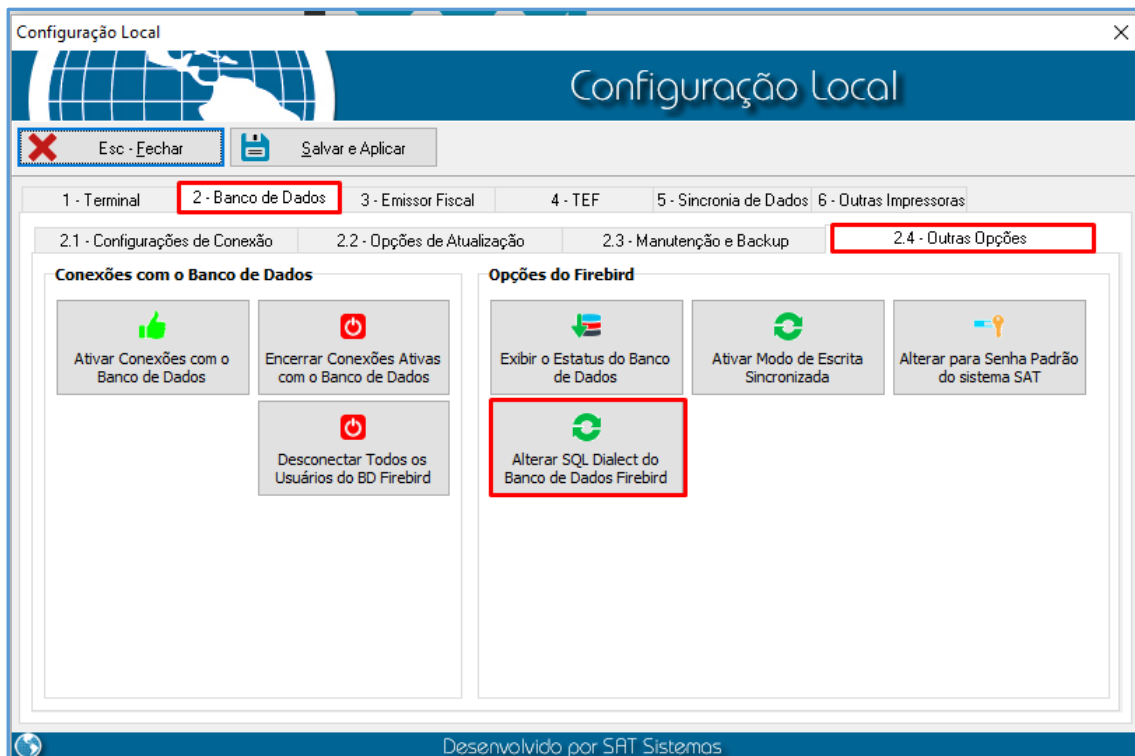 Configuração Local
Configuração Local
Esc - Fechar
Salvar e Aplicar
1 - Terminal
2 - Banco de Dados
3 - Emissor Fiscal
4 - TEF
5 - Sincronia de Dados
6 - Outras Impressoras
2.1 - Configurações de Conexão
2.2 - Opções de Atualização
2.3 - Manutenção e Backup
2.4 - Outras Opções
Conexões com o Banco de Dados
Ativar Conexões com o
Banco de Dados
Encerrar Conexões Ativas
com o Banco de Dados
Desconectar Todos os
Usuários do BD Firebird
Opções do Firebird
Exibir o Estatus do Banco
de Dados
Ativar Modo de Escrita
Sincronizada
Alterar para Senha Padrão
do sistema SAT
Alterar SQL Dialect do
Banco de Dados Firebird
Desenvolvido por SAT Sistemas